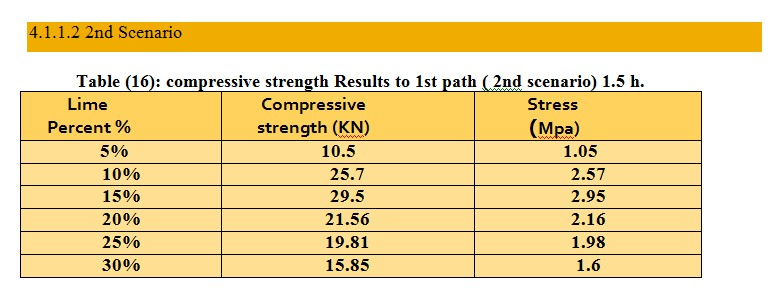 4.1.1.2 2nd Scenario
Table (16): compressive strength Results to 1st path ( 2nd scenario) 1.5 h.
Lime Percent % Compressive strength (KN) Stress (Mpa)
5% 10.5 1.05
10% 25.7 2.57
15% 29.5 2.95
20% 21.56 2.16
25% 19.81 1.98
30% 15.85 1.6